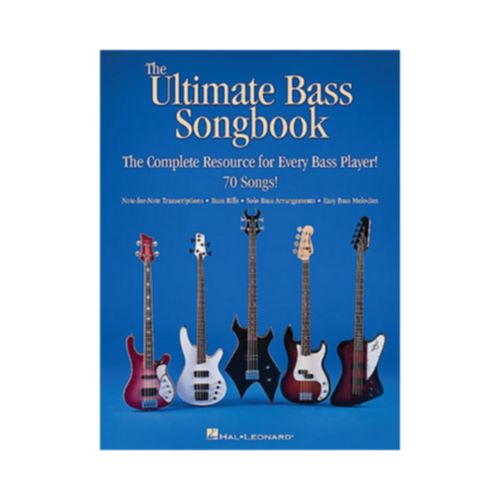 The
Ultimate Bass
Songbook
The Complete Resource for Every Bass Player!
70 Songs!
Note-for-Note Transcriptions • Bass Riffs • Solo Bass Arrangements • Easy Bass Melodies
HAL•LEONARD®